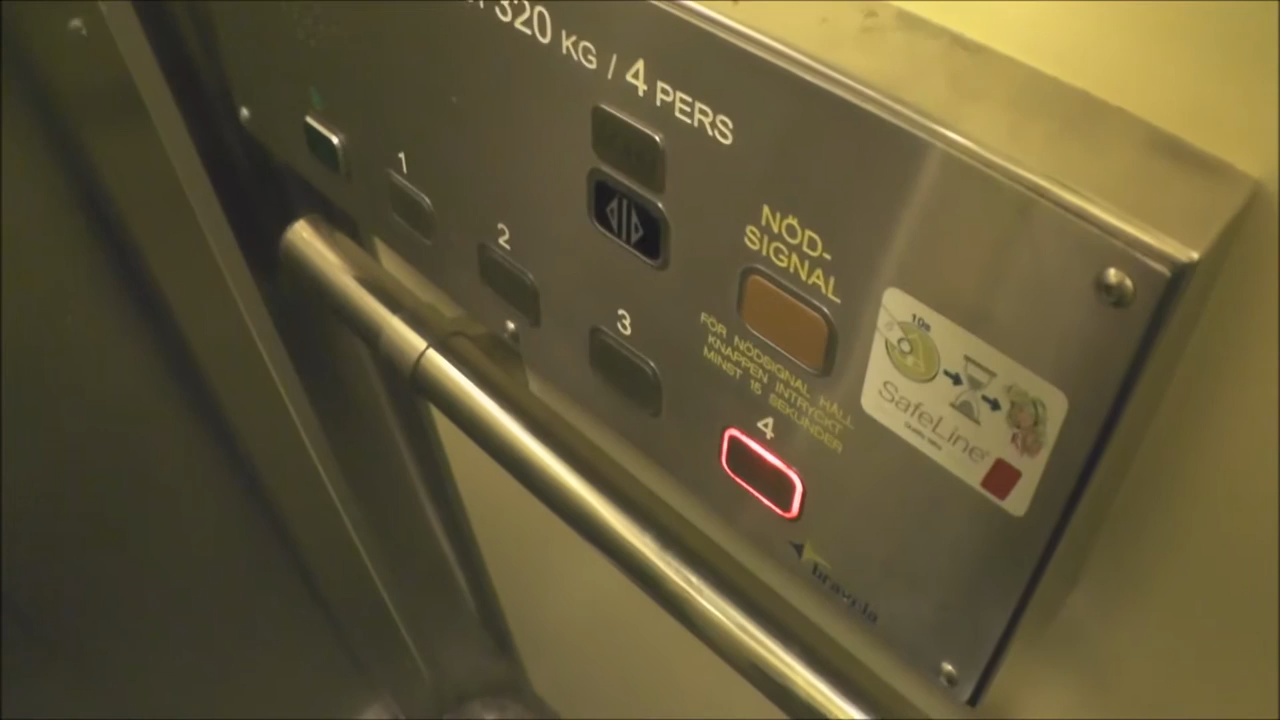 320 KG / 4 PERS
1
2
3
NÖD-
SIGNAL
FÖR NÖDSIGNAL HÅLL
KNAPPEN INTRYCKT
MINST 15 SEKUNDER
4
10s
SafeLine